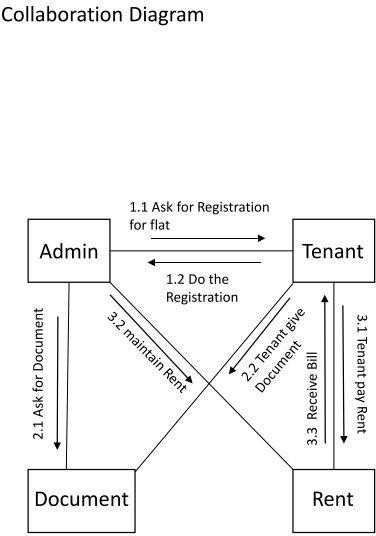 Collaboration Diagram
1.1 Ask for Registration
for flat
Admin
Tenant
1.2 Do the
Registration
2.1 Ask for Document
3.2 maintain Rent
2.2 Tenant give
Document
3.3 Receive Bill
3.1 Tenant pay Rent
Document
Rent